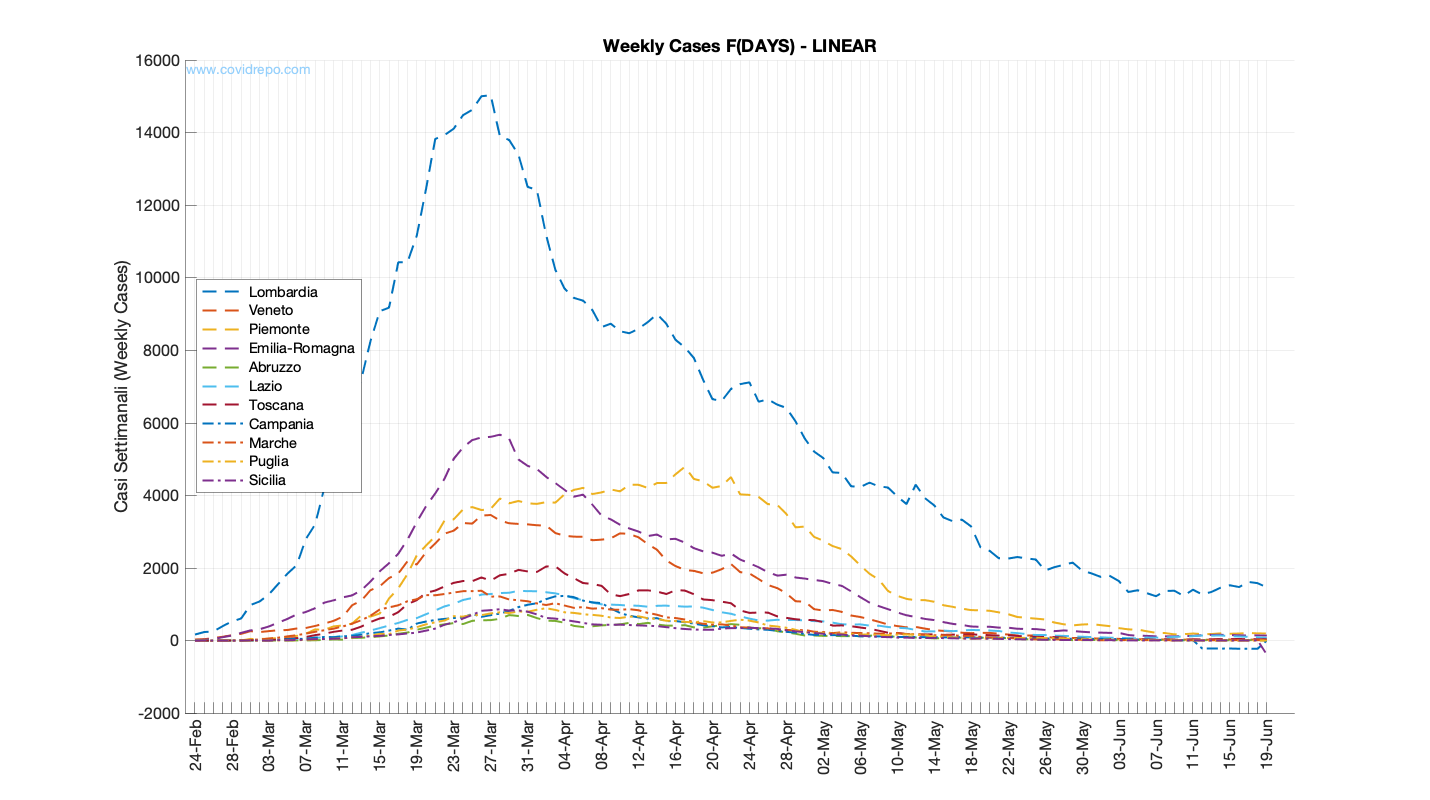 Weekly Cases F(DAYS) - LINEAR
www.covidrepo.com
Casi Settimanali (Weekly Cases)
16000
14000
12000
10000
8000
6000
4000
2000
0
-2000
Lombardia
Veneto
Piemonte
Emilia-Romagna
Abruzzo
Lazio
Toscana
Campania
Marche
Puglia
Sicilia
24-Feb
28-Feb
03-Mar
07-Mar
11-Mar
15-Mar
19-Mar
23-Mar
27-Mar
31-Mar
04-Apr
08-Apr
12-Apr
16-Apr
20-Apr
24-Apr
28-Apr
02-May
06-May
10-May
14-May
18-May
22-May
26-May
30-May
03-Jun
07-Jun
11-Jun
15-Jun
19-Jun